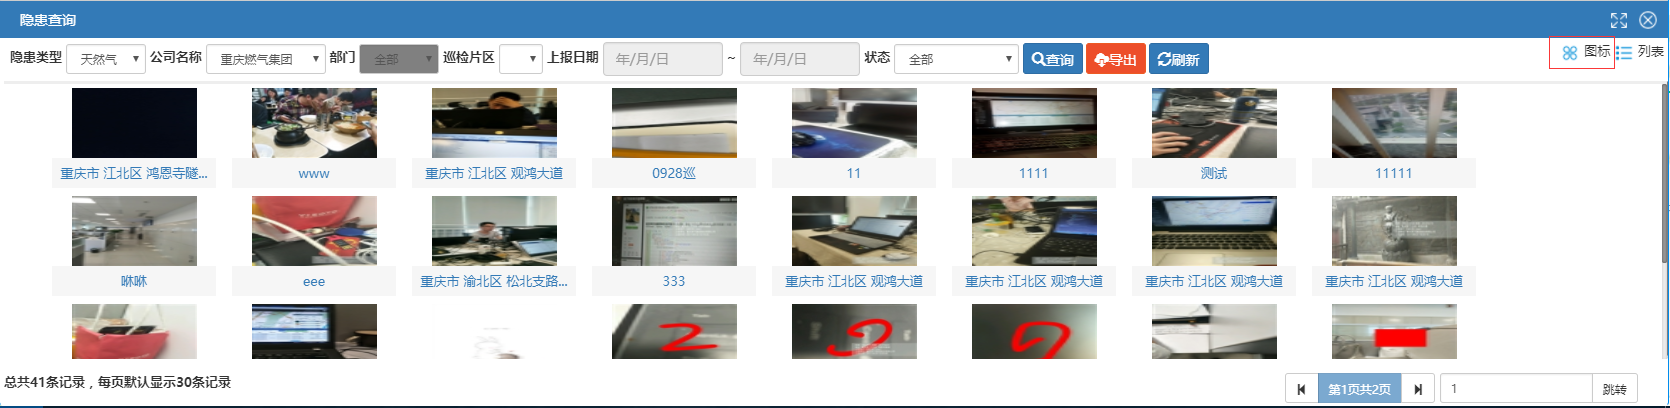 隐患查询
隐患类型 天然气 公司名称 重庆燃气集团 部门 全部 巡检片区 上报日期 年/月/日 ~ 年/月/日 状态 全部 查询 导出 刷新 图标 列表
重庆市 江北区 鸿恩寺隧... www 重庆市 江北区 观鸿大道 0928巡 11 1111 测试 11111
咻咻 eee 重庆市 渝北区 松北支路... 333 重庆市 江北区 观鸿大道 重庆市 江北区 观鸿大道 重庆市 江北区 观鸿大道 重庆市 江北区 观鸿大道
总共41条记录，每页默认显示30条记录 第1页共2页 1 跳转